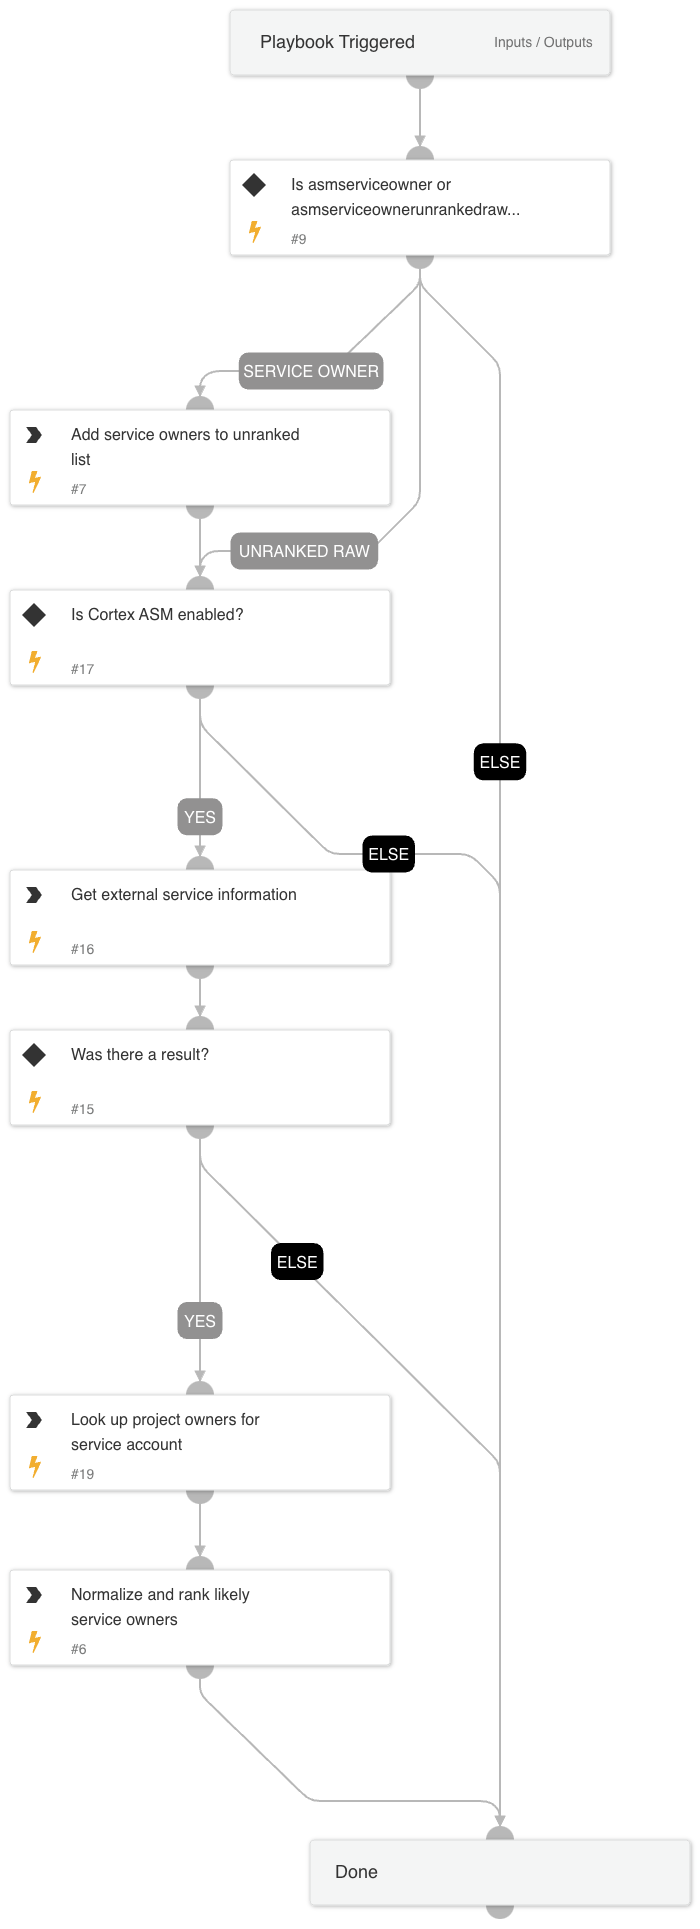 Playbook Triggered
Inputs / Outputs
Is asmserviceowner or
asmserviceownerunrankedraw...
#9
SERVICE OWNER
Add service owners to unranked
list
#7
UNRANKED RAW
Is Cortex ASM enabled?
#17
ELSE
YES
ELSE
Get external service information
#16
Was there a result?
#15
ELSE
YES
Look up project owners for
service account
#19
Normalize and rank likely
service owners
#6
Done